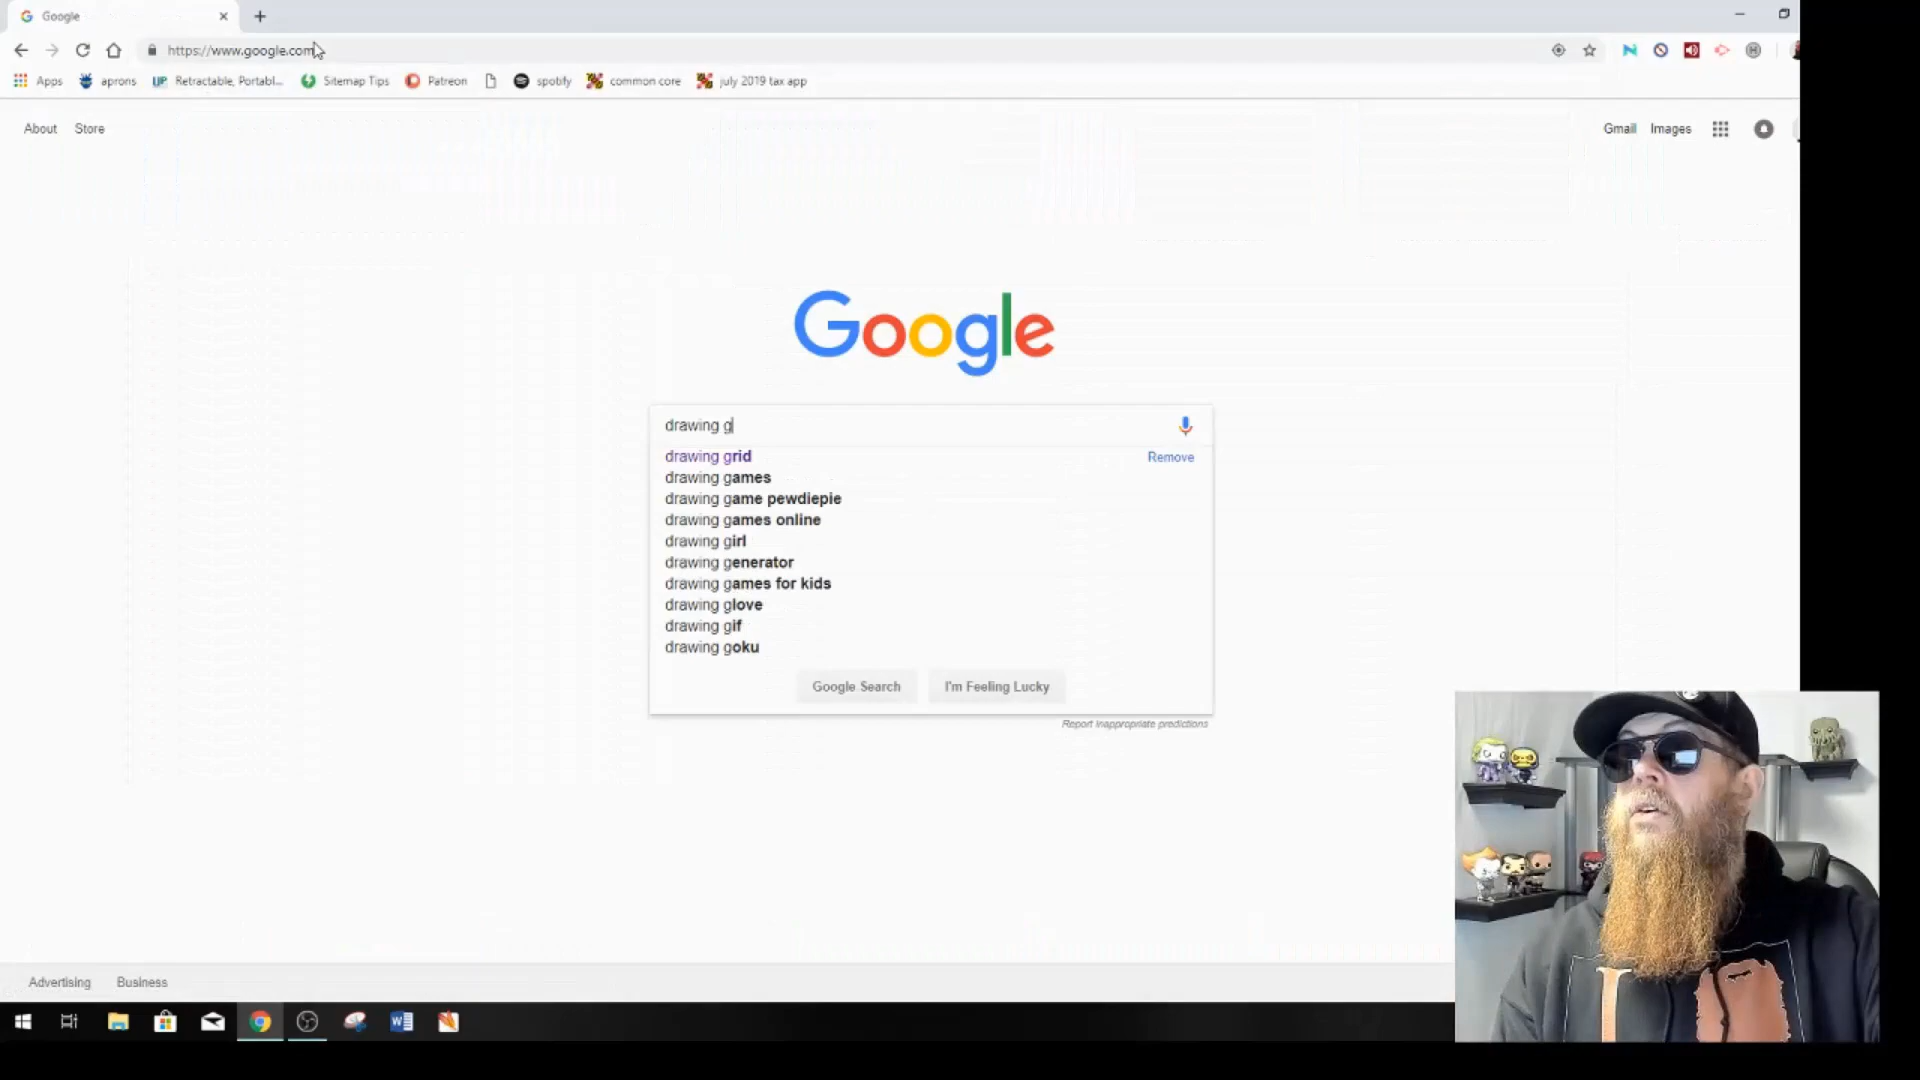 Google
https://www.google.com
Apps aprons Retractable, Portabl... Sitemap Tips Patreon spotify common core july 2019 tax app
About Store Gmail Images
Google
drawing g
drawing grid Remove
drawing games
drawing game pewdiepie
drawing games online
drawing girl
drawing generator
drawing games for kids
drawing glove
drawing gif
drawing goku
Google Search I'm Feeling Lucky
Report inappropriate predictions
Advertising Business